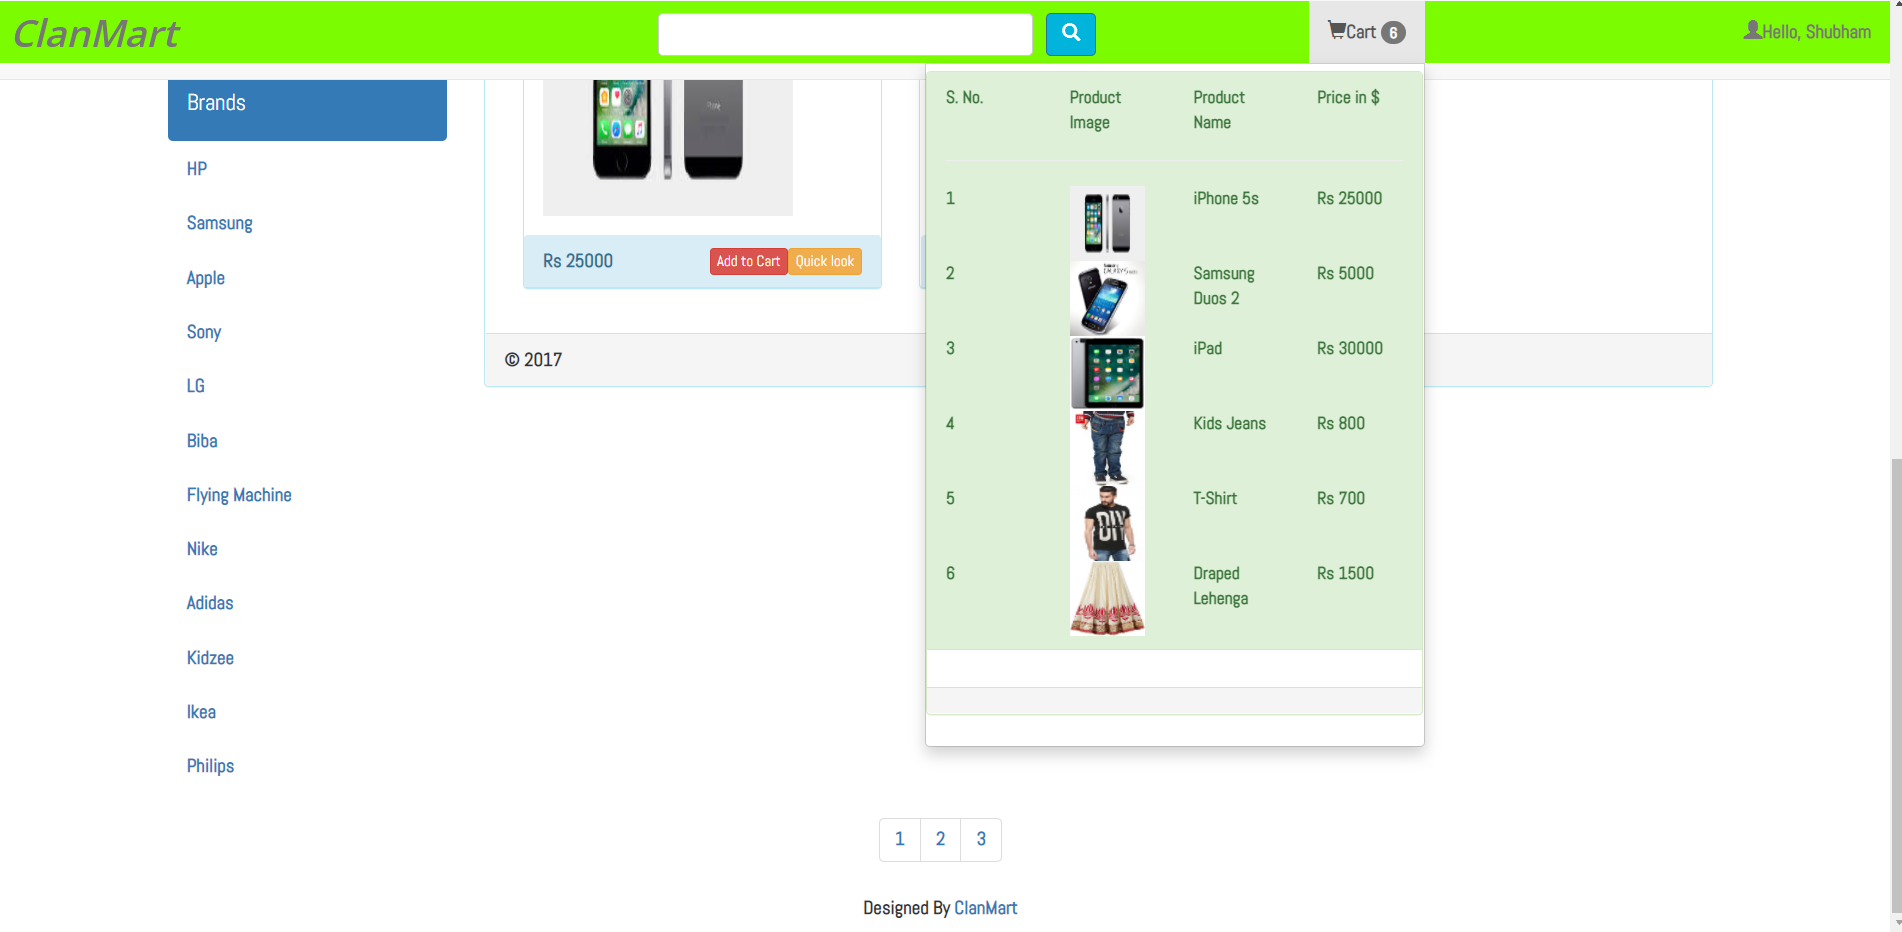 ClanMart
Cart 6
Hello, Shubham
Brands
HP
Samsung
Apple
Sony
LG
Biba
Flying Machine
Nike
Adidas
Kidzee
Ikea
Philips
Rs 25000 Add to Cart Quick look
© 2017
S. No. Product Image Product Name Price in $
1 iPhone 5s Rs 25000
2 Samsung Duos 2 Rs 5000
3 iPad Rs 30000
4 Kids Jeans Rs 800
5 DIY T-Shirt Rs 700
6 Draped Lehenga Rs 1500
1 2 3
Designed By ClanMart